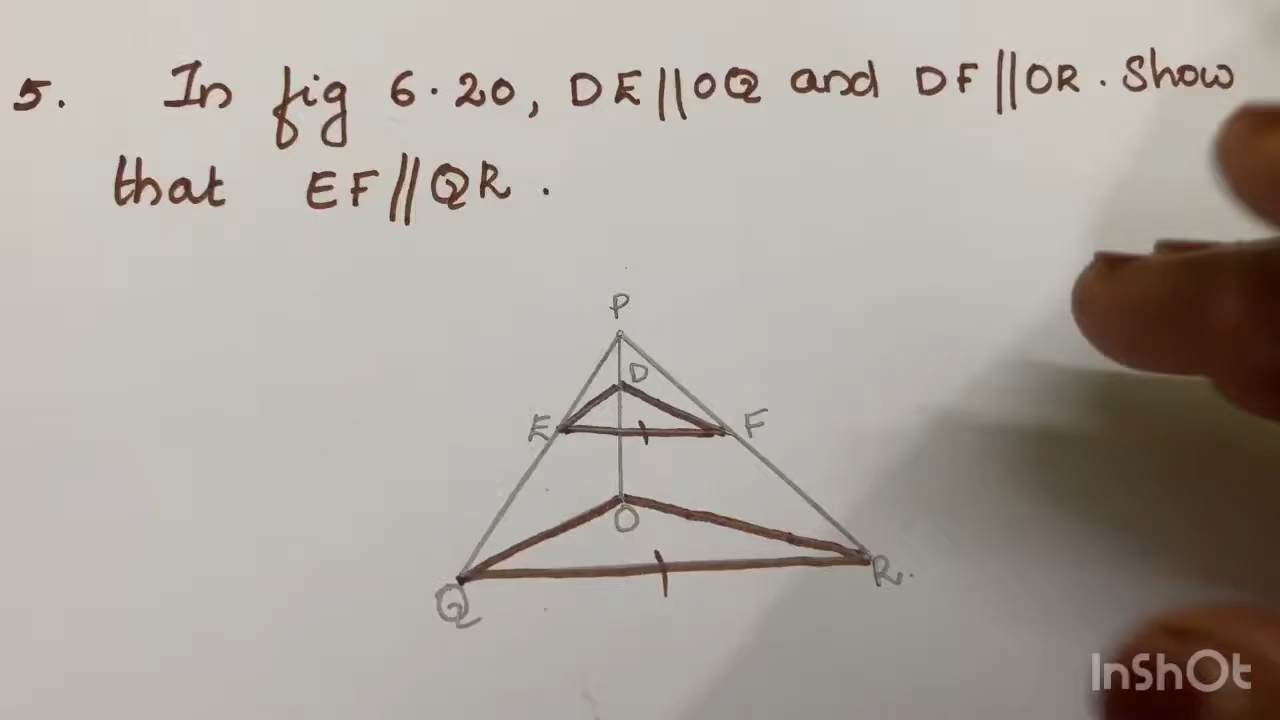 5. In fig 6.20, DE||OQ and DF||OR. Show
that EF||QR.
P
D
E
F
O
Q
R.
InShOt